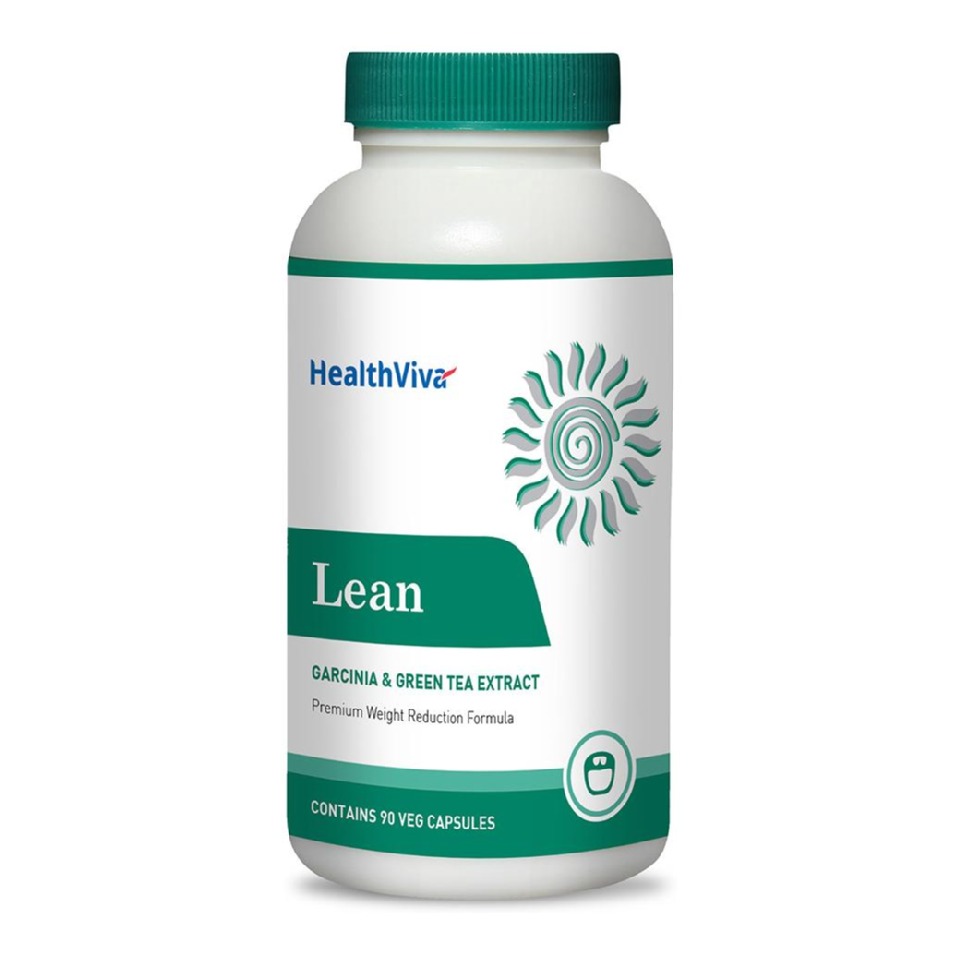 HealthViva
Lean
GARCINIA & GREEN TEA EXTRACT
Premium Weight Reduction Formula
CONTAINS 90 VEG CAPSULES